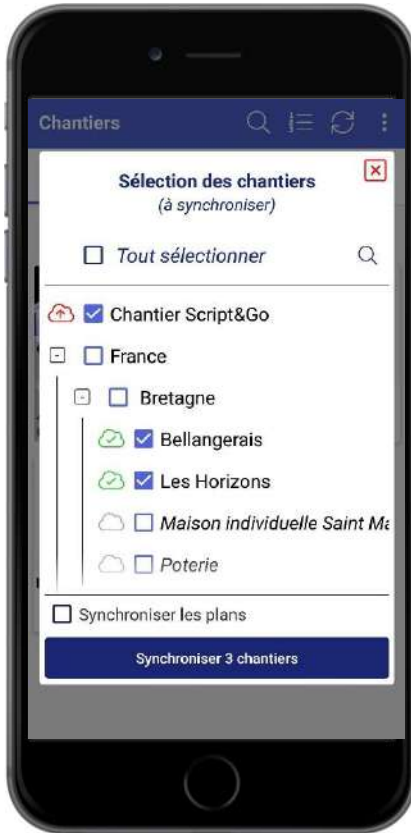 Chantiers
Sélection des chantiers
(à synchroniser)
Tout sélectionner
Chantier Script&Go
France
Bretagne
Bellangerais
Les Horizons
Maison individuelle Saint Ma
Poterie
Synchroniser les plans
Synchroniser 3 chantiers